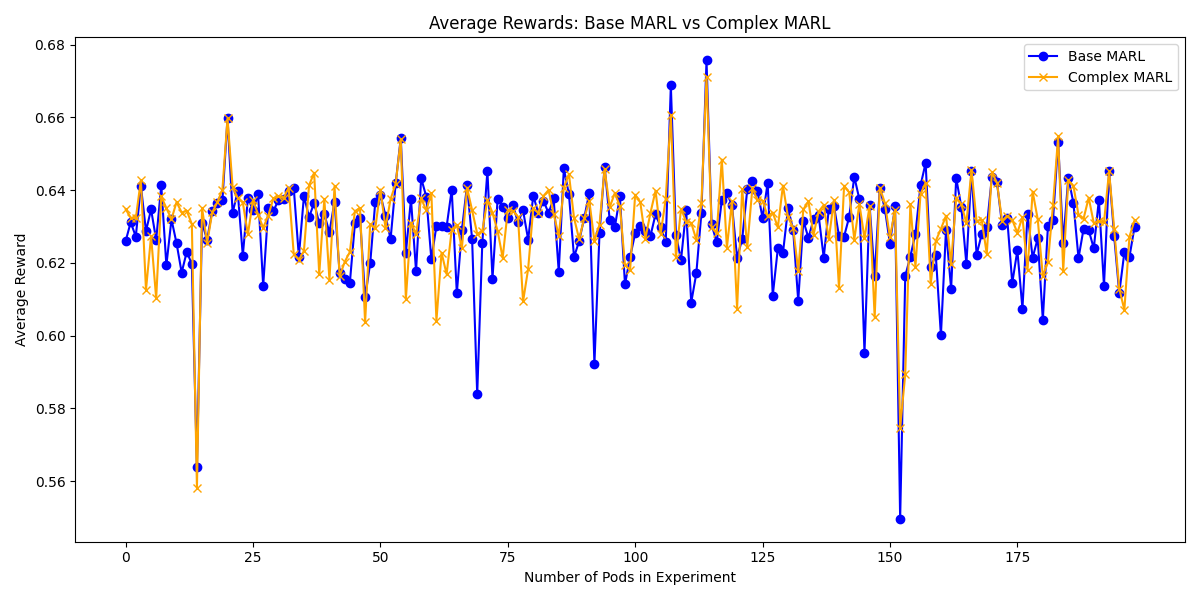 Average Rewards: Base MARL vs Complex MARL
0.68
0.66
0.64
0.62
0.60
0.58
0.56
Average Reward
Base MARL
Complex MARL
0 25 50 75 100 125 150 175
Number of Pods in Experiment